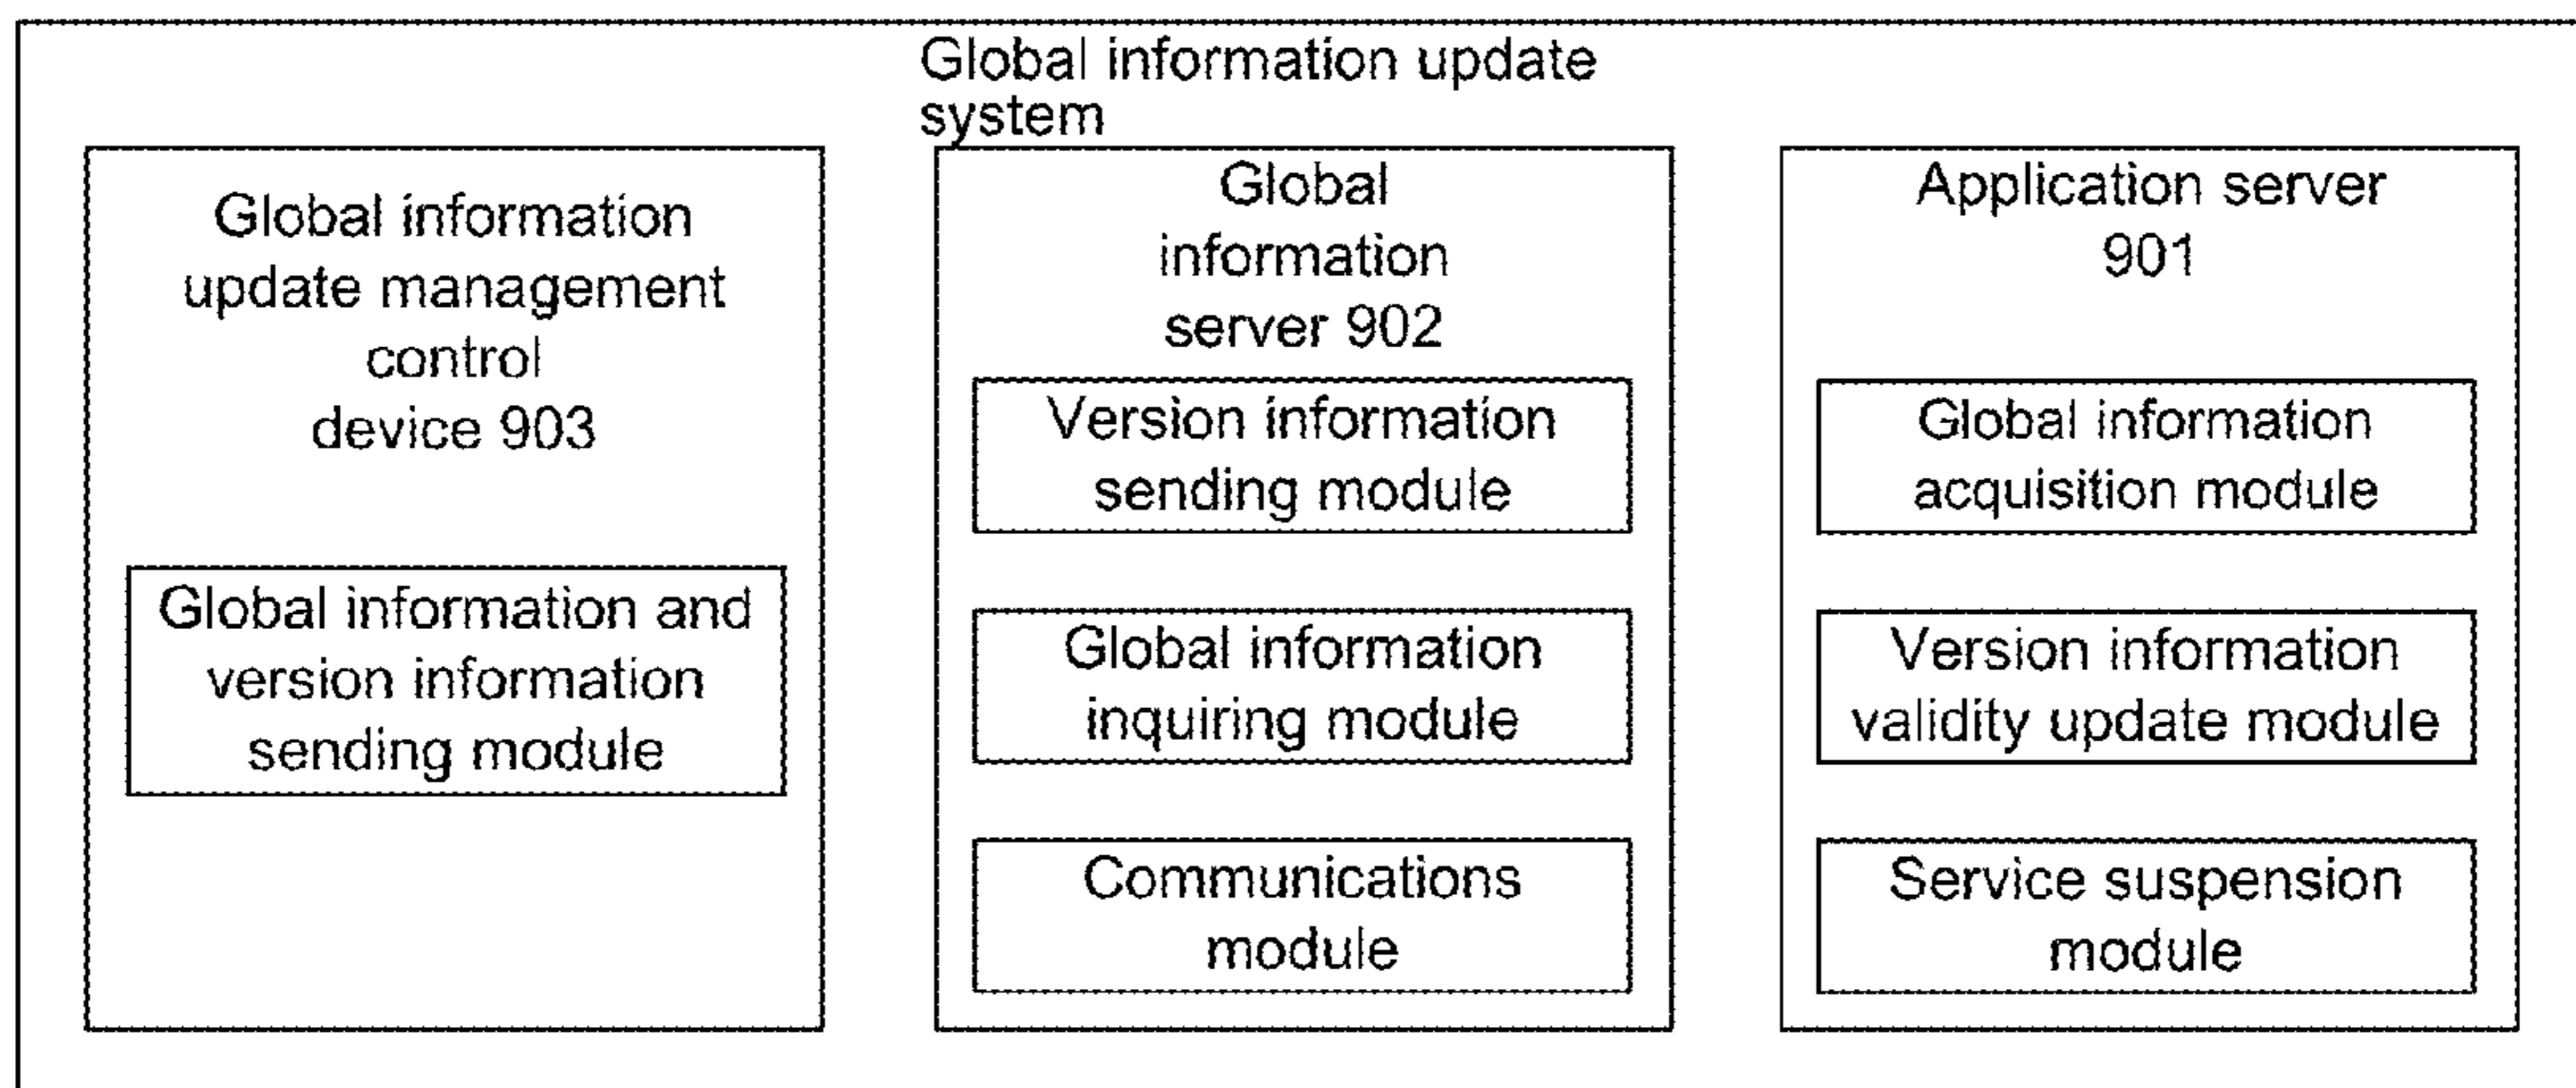 Global information update
system
Global information
update management
control
device 903
Global information and
version information
sending module
Global
information
server 902
Version information
sending module
Global information
inquiring module
Communications
module
Application server
901
Global information
acquisition module
Version information
validity update module
Service suspension
module